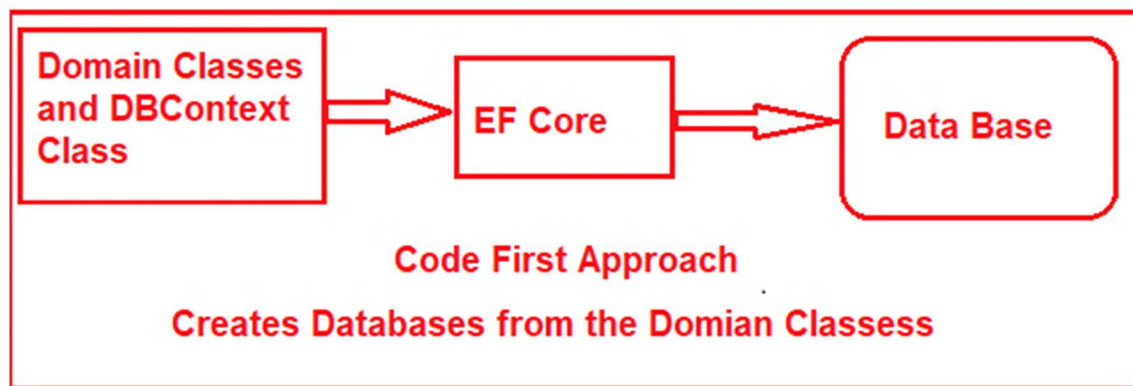 Domain Classes
and DBContext
Class
EF Core
Data Base
Code First Approach
Creates Databases from the Domian Classess